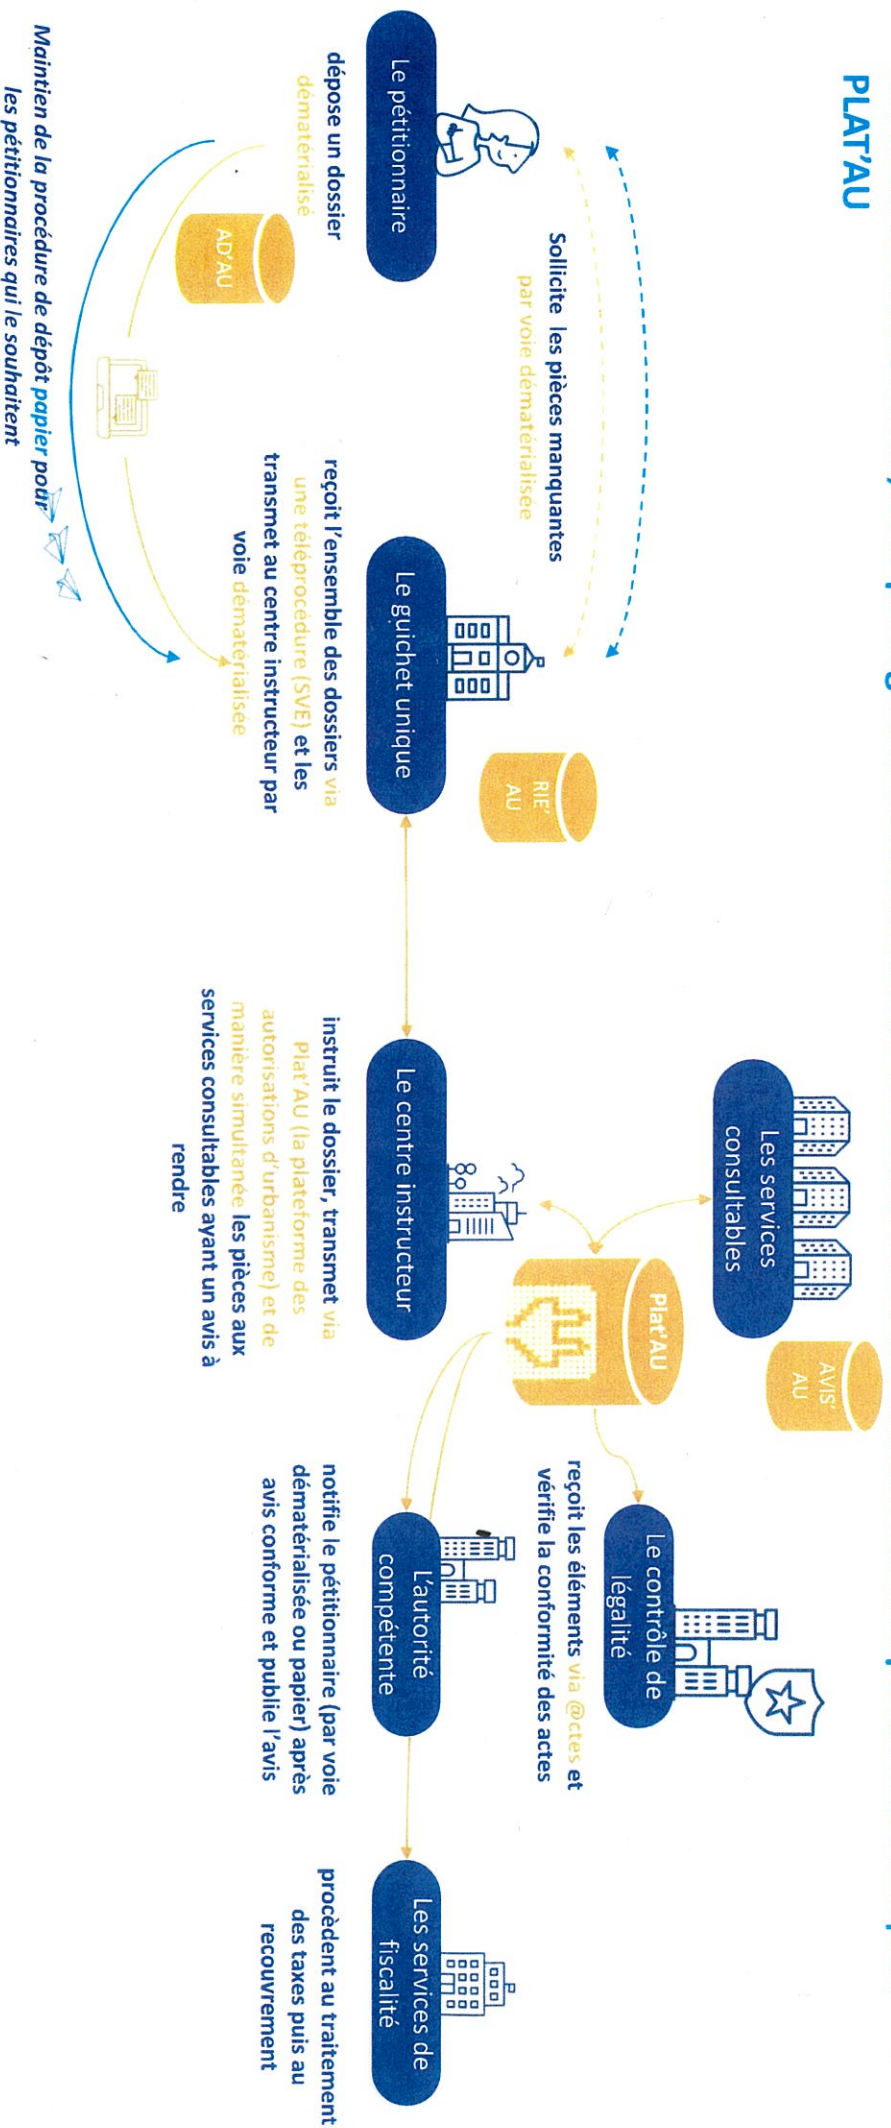 PLAT'AU
Le pétitionnaire
dépose un dossier
dématérialisé
AD'AU
Maintien de la procédure de dépôt papier pour
les pétitionnaires qui le souhaitent
Sollicite les pièces manquantes
par voie dématérialisée
Le guichet unique
reçoit l'ensemble des dossiers via
une téléprocédure (SVE) et les
transmet au centre instructeur par
voie dématérialisée
RIE'
AU
Les services
consultables
AVIS'
AU
Le centre instructeur
instruit le dossier, transmet via
Plat'AU (la plateforme des
autorisations d'urbanisme) et de
manière simultanée les pièces aux
services consultables ayant un avis à
rendre
Plat'AU
Le contrôle de
légalité
reçoit les éléments via @ctes et
vérifie la conformité des actes
L'autorité
compétente
notifie le pétitionnaire (par voie
dématérialisée ou papier) après
avis conforme et publie l'avis
Les services de
fiscalité
procèdent au traitement
des taxes puis au
recouvrement